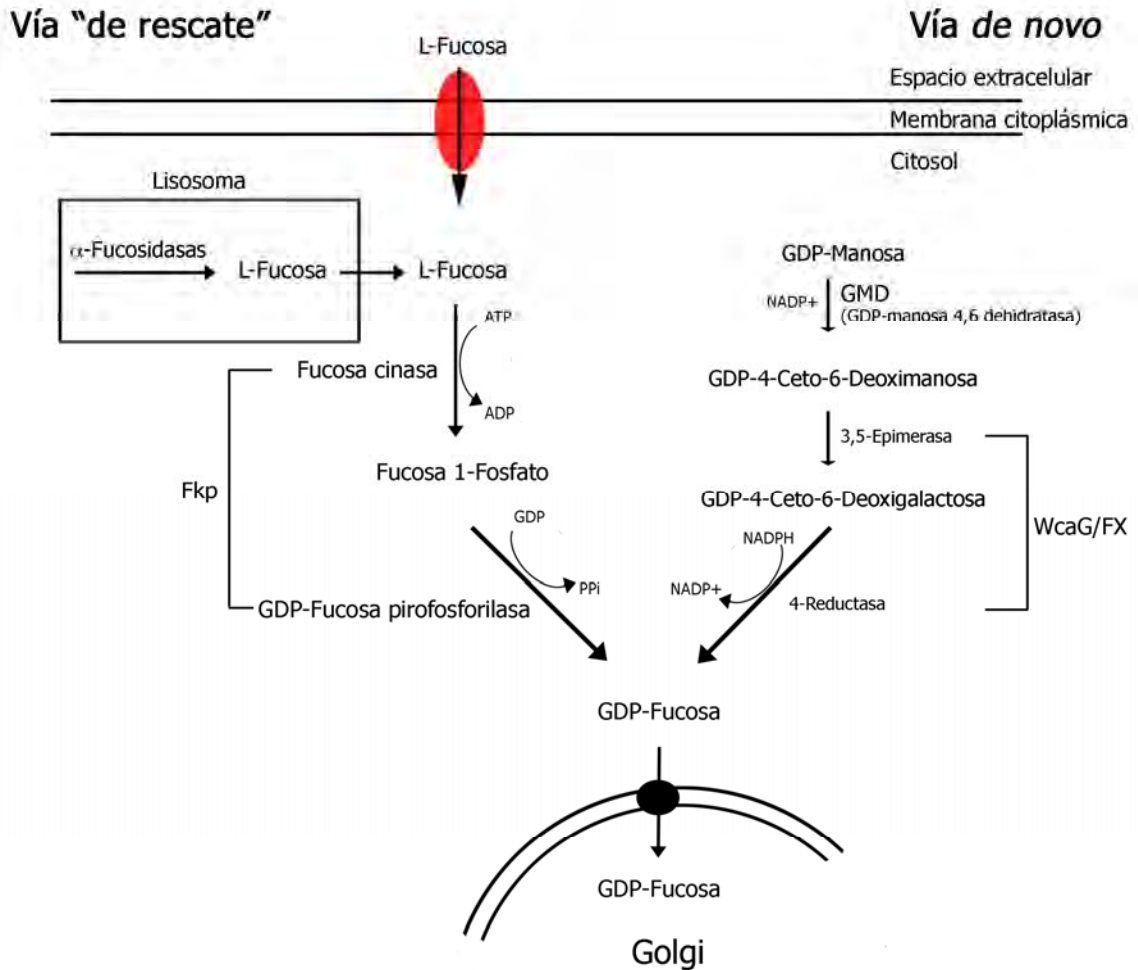 Vía “de rescate”
Vía de novo
L-Fucosa
Espacio extracelular
Membrana citoplásmica
Citosol
Lisosoma
α-Fucosidasas
L-Fucosa
L-Fucosa
GDP-Manosa
NADP+
GMD
(GDP-manosa 4,6 dehidratasa)
ATP
Fucosa cinasa
ADP
GDP-4-Ceto-6-Deoximanosa
3,5-Epimerasa
Fucosa 1-Fosfato
GDP-4-Ceto-6-Deoxigalactosa
Fkp
WcaG/FX
GDP
PPi
NADPH
NADP+
4-Reductasa
GDP-Fucosa pirofosforilasa
GDP-Fucosa
GDP-Fucosa
Golgi